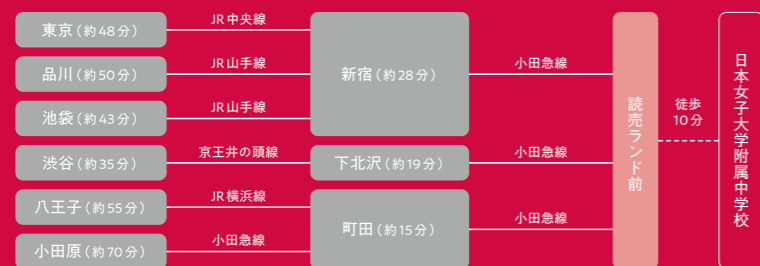 東京(約48分)
JR中央線
品川(約50分)
JR山手線
池袋(約43分)
JR山手線
新宿(約28分)
小田急線
渋谷(約35分)
京王井の頭線
下北沢(約19分)
小田急線
八王子(約55分)
JR横浜線
小田原(約70分)
小田急線
町田(約15分)
小田急線
読売ランド前
徒歩
10分
日本女子大学附属中学校